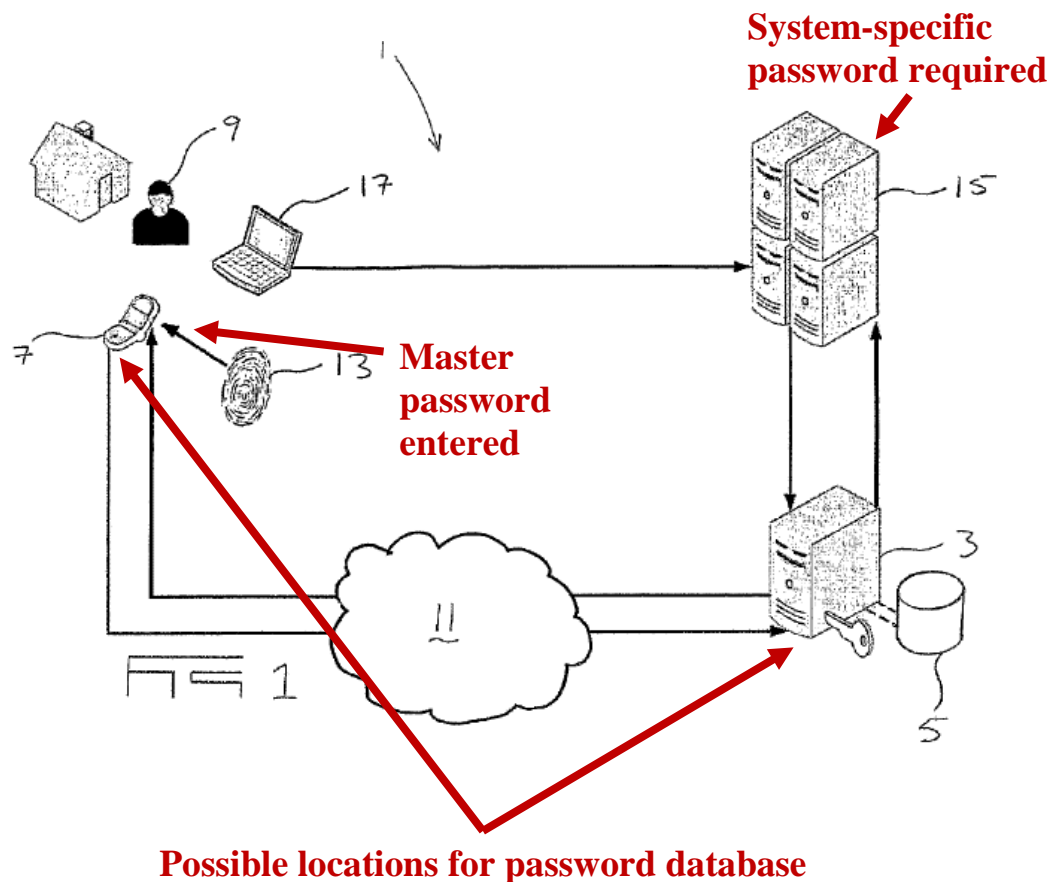 System-specific
password required
1
9
17
15
7
13
Master
password
entered
3
11
FIG 1
5
Possible locations for password database